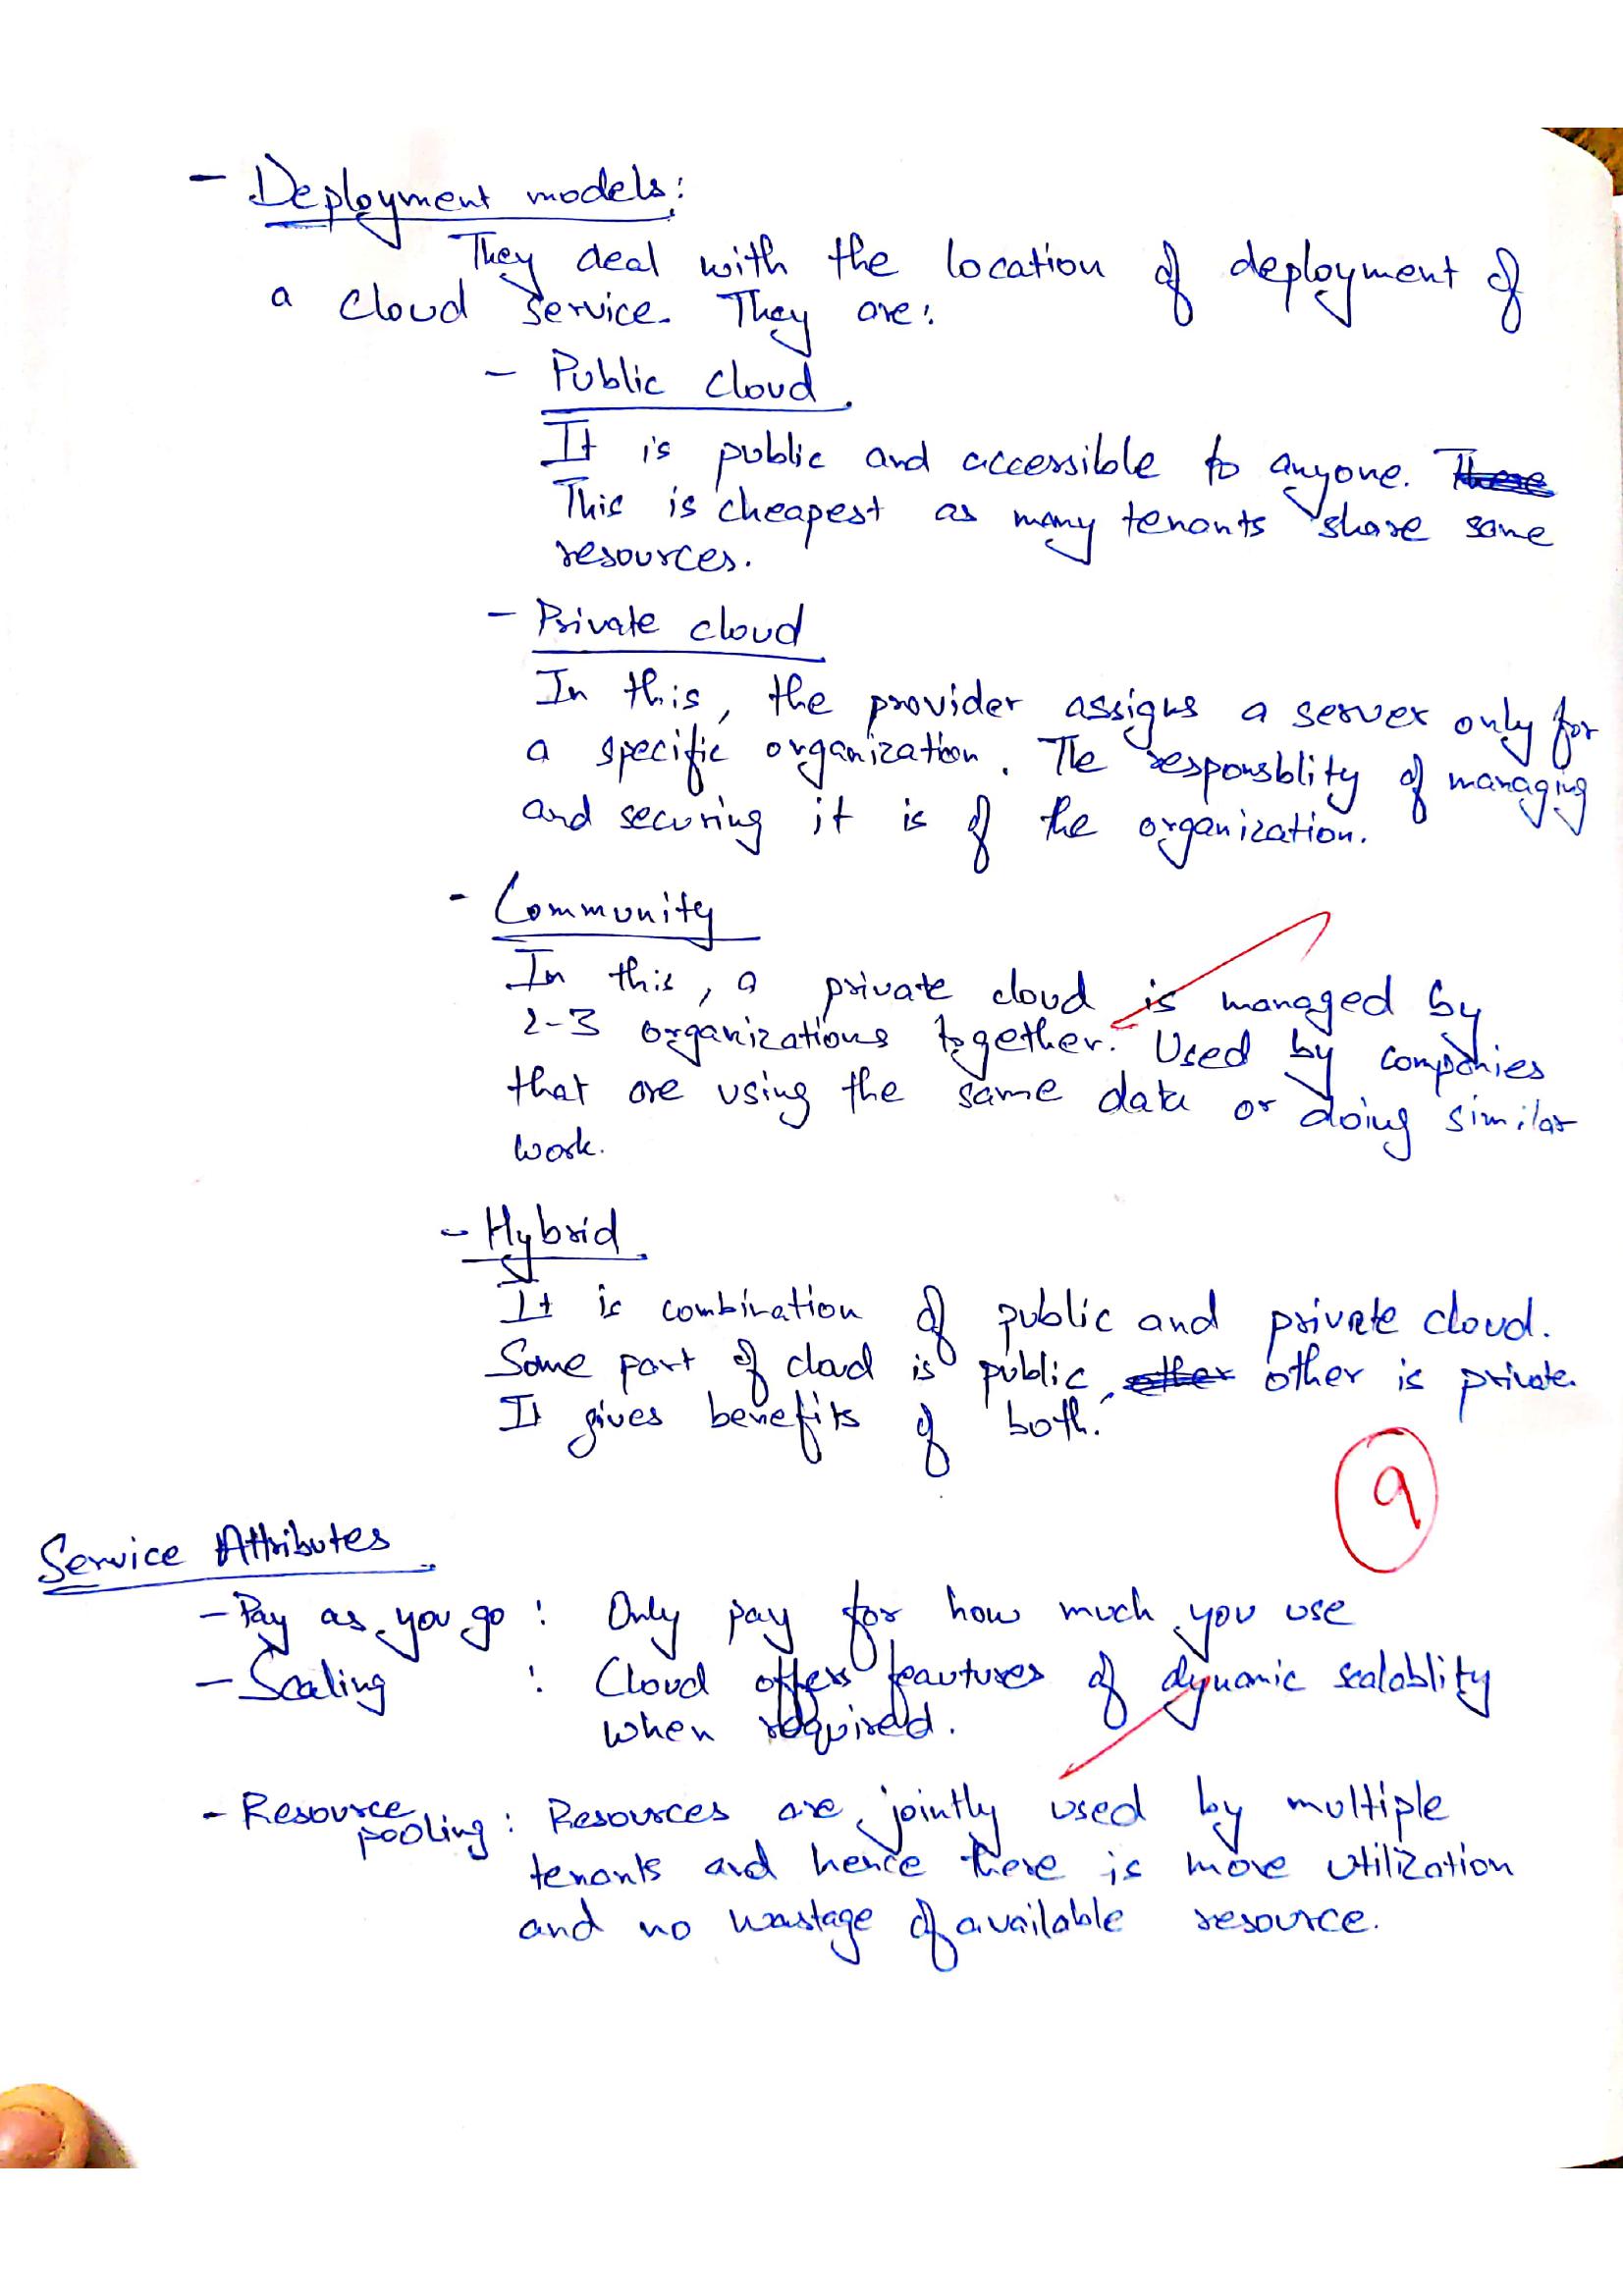 - Deployment models:
They deal with the location of deployment of
a cloud service. They are:
- Public cloud.
It is public and accessible to anyone.
This is cheapest as many tenants share same
resources.
- Private cloud
In this, the provider assigns a server only for
a specific organization. The responsblity of managing
and securing it is of the organization.
- Community
In this, a private cloud is managed by
2-3 organizations together. Used by companies
that are using the same data or doing similar
work.
- Hybrid.
It is combination of public and private cloud.
Some part of cloud is public, other is private.
It gives benefits of both.
9
Service Attributes
- Pay as you go : Only pay for how much you use
- Scaling : Cloud offers feautures of dynamic scalablity
when required.
- Resource pooling : Resources are jointly used by multiple
tenants and hence there is more utilization
and no wastage of available resource.